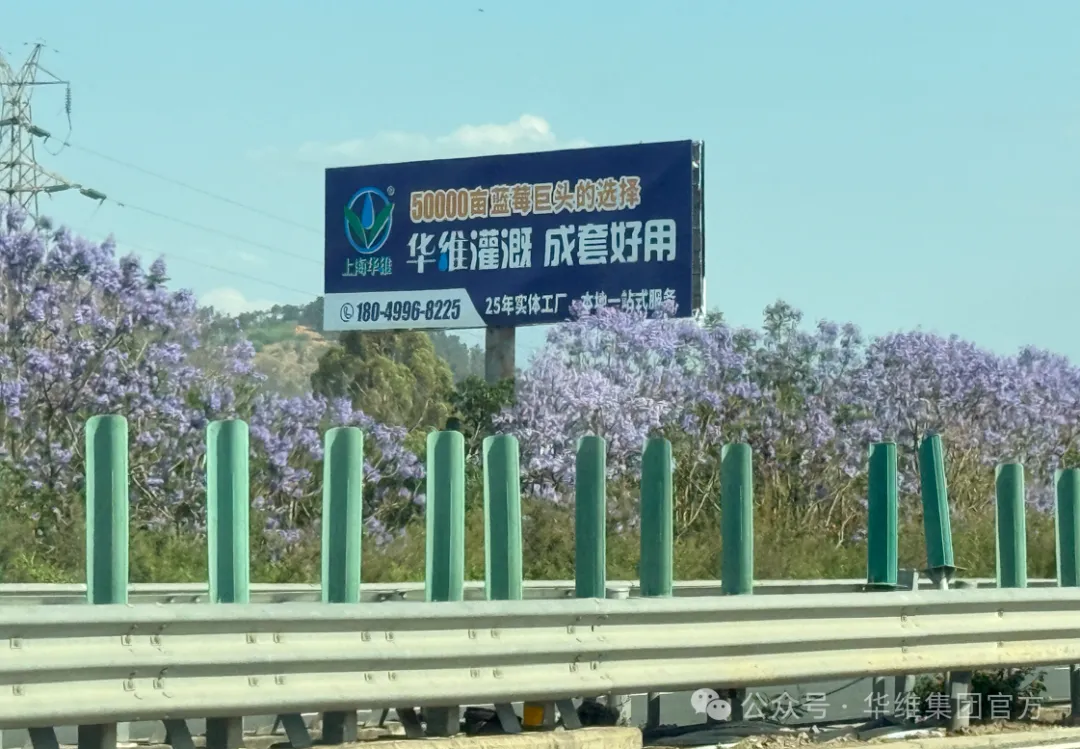 50000亩蓝莓巨头的选择
华维灌溉 成套好用
®
上海华维
180-4996-8225
25年实体工厂·本地一站式服务
公众号·华维集团官方